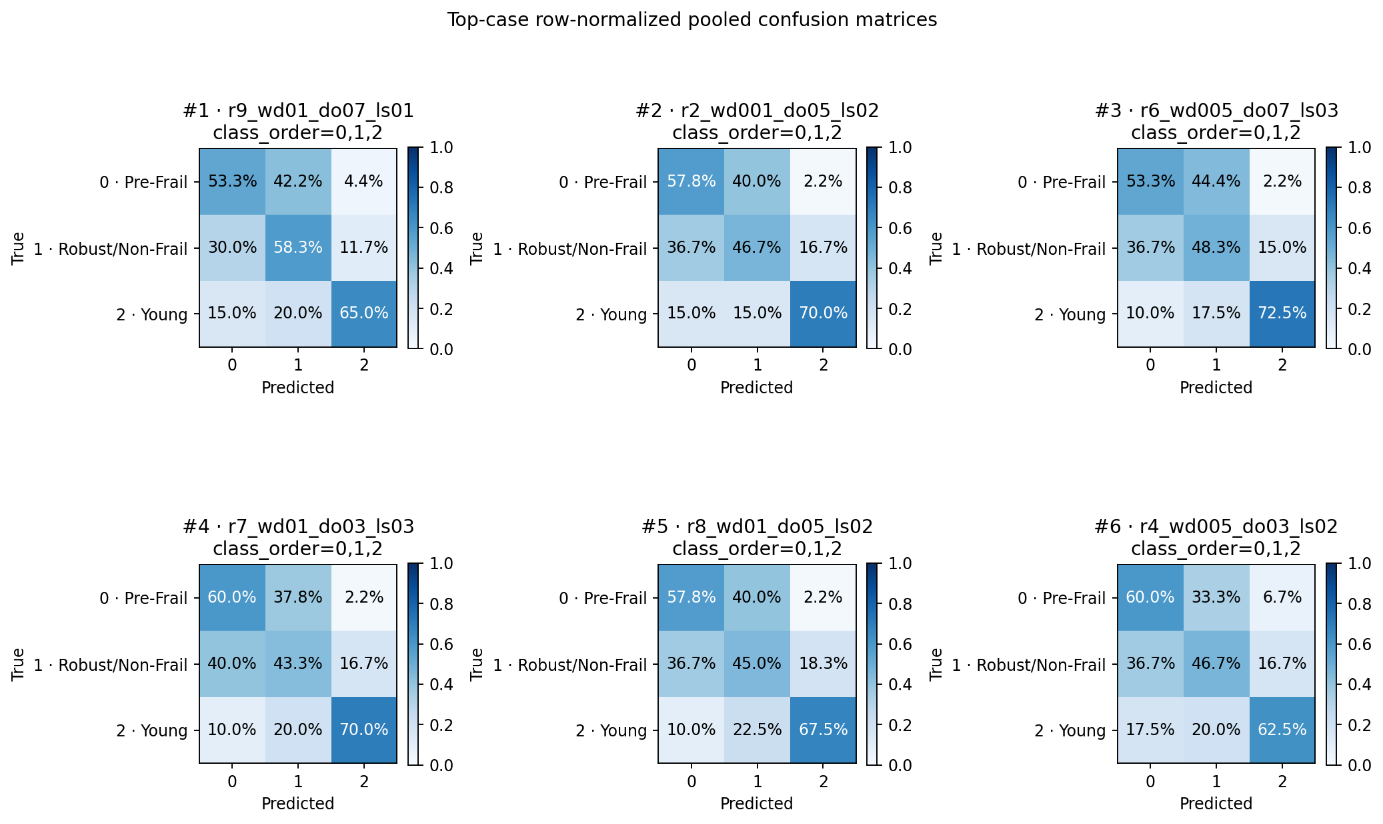 Top-case row-normalized pooled confusion matrices
#1 · r9_wd01_do07_ls01
class_order=0,1,2
True
0 · Pre-Frail 53.3% 42.2% 4.4%
1 · Robust/Non-Frail 30.0% 58.3% 11.7%
2 · Young 15.0% 20.0% 65.0%
0 1 2
Predicted
1.0
0.8
0.6
0.4
0.2
0.0
#2 · r2_wd001_do05_ls02
class_order=0,1,2
True
0 · Pre-Frail 57.8% 40.0% 2.2%
1 · Robust/Non-Frail 36.7% 46.7% 16.7%
2 · Young 15.0% 15.0% 70.0%
0 1 2
Predicted
1.0
0.8
0.6
0.4
0.2
0.0
#3 · r6_wd005_do07_ls03
class_order=0,1,2
True
0 · Pre-Frail 53.3% 44.4% 2.2%
1 · Robust/Non-Frail 36.7% 48.3% 15.0%
2 · Young 10.0% 17.5% 72.5%
0 1 2
Predicted
1.0
0.8
0.6
0.4
0.2
0.0
#4 · r7_wd01_do03_ls03
class_order=0,1,2
True
0 · Pre-Frail 60.0% 37.8% 2.2%
1 · Robust/Non-Frail 40.0% 43.3% 16.7%
2 · Young 10.0% 20.0% 70.0%
0 1 2
Predicted
1.0
0.8
0.6
0.4
0.2
0.0
#5 · r8_wd01_do05_ls02
class_order=0,1,2
True
0 · Pre-Frail 57.8% 40.0% 2.2%
1 · Robust/Non-Frail 36.7% 45.0% 18.3%
2 · Young 10.0% 22.5% 67.5%
0 1 2
Predicted
1.0
0.8
0.6
0.4
0.2
0.0
#6 · r4_wd005_do03_ls02
class_order=0,1,2
True
0 · Pre-Frail 60.0% 33.3% 6.7%
1 · Robust/Non-Frail 36.7% 46.7% 16.7%
2 · Young 17.5% 20.0% 62.5%
0 1 2
Predicted
1.0
0.8
0.6
0.4
0.2
0.0